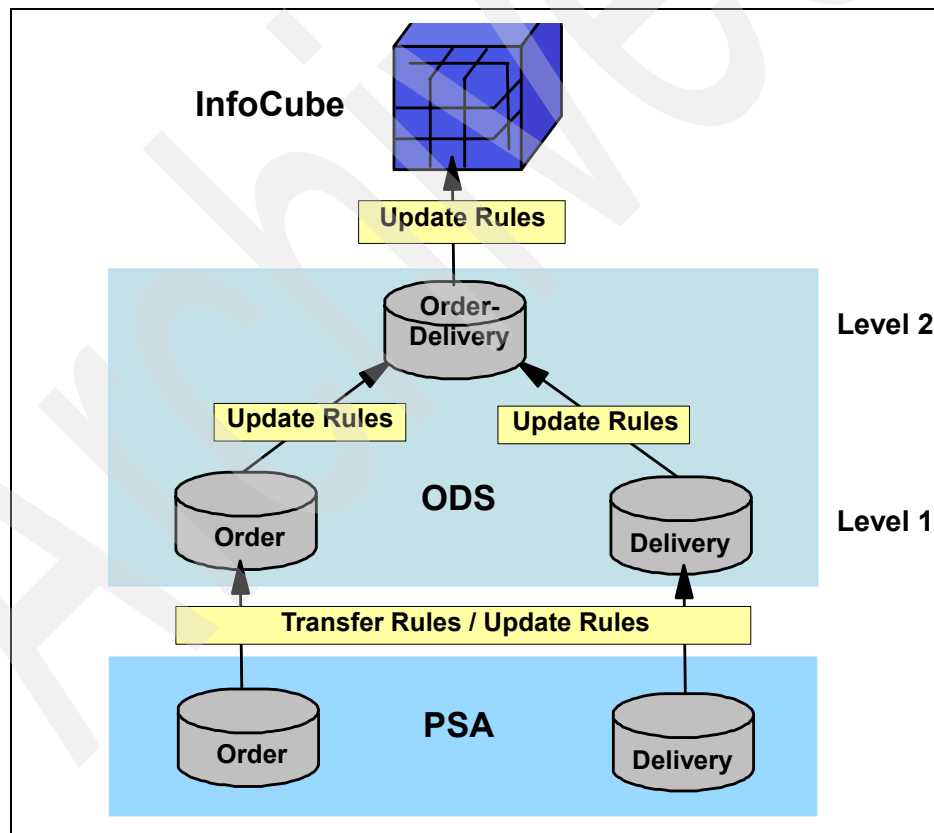 InfoCube
Update Rules
Order-
Delivery
Level 2
Update Rules
Update Rules
ODS
Order
Delivery
Level 1
Transfer Rules / Update Rules
PSA
Order
Delivery
Archive